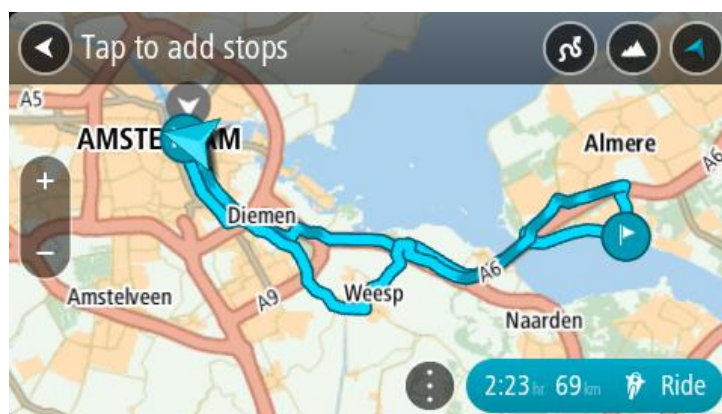 Tap to add stops
A5
AMSTE AM
Almere
A6
+
Diemen
−
A6
Amstelveen
A9
Weesp
Naarden
2:23 hr 69 km Ride